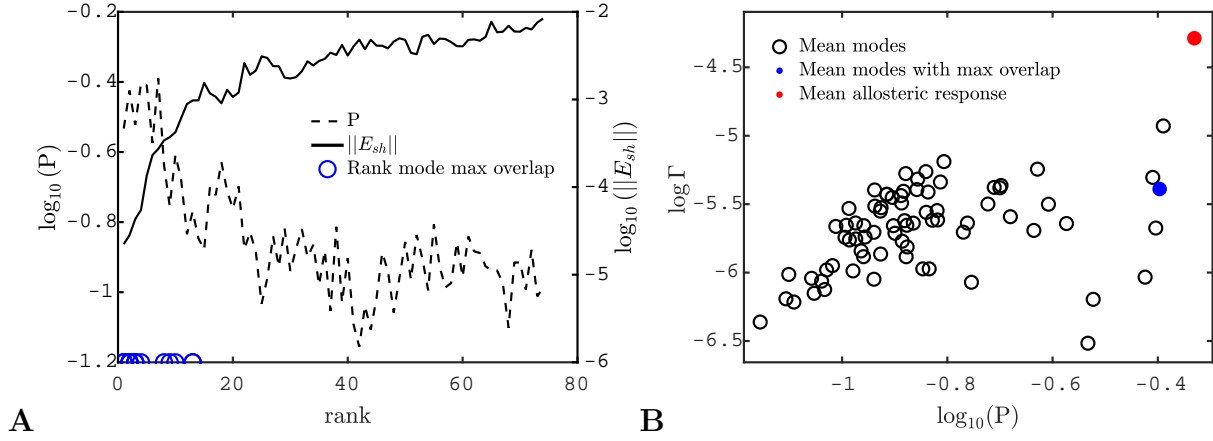 -0.2
-0.4
-0.6
-0.8
-1
-1.2
log₁₀(P)
0
20
40
60
80
rank
-2
-3
-4
-5
-6
log₁₀(||E_sh||)
P
||E_sh||
Rank mode max overlap
A
-4.5
-5
-5.5
-6
-6.5
log Γ
-1
-0.8
-0.6
-0.4
log₁₀(P)
Mean modes
Mean modes with max overlap
Mean allosteric response
B